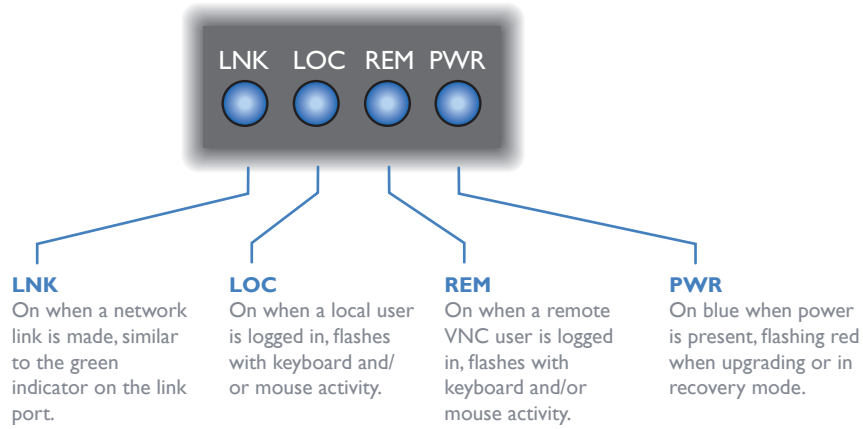 LNK LOC REM PWR
LNK
On when a network
link is made, similar
to the green
indicator on the link
port.
LOC
On when a local user
is logged in, flashes
with keyboard and/
or mouse activity.
REM
On when a remote
VNC user is logged
in, flashes with
keyboard and/or
mouse activity.
PWR
On blue when power
is present, flashing red
when upgrading or in
recovery mode.